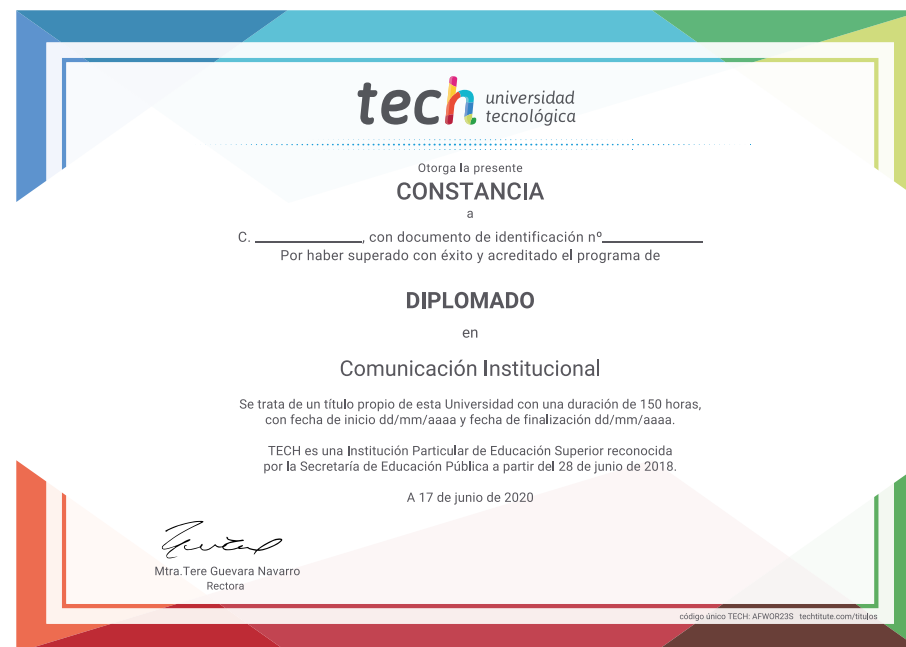 tech universidad
tecnológica
Otorga la presente
CONSTANCIA
a
C. ______________, con documento de identificación nº_____________
Por haber superado con éxito y acreditado el programa de
DIPLOMADO
en
Comunicación Institucional
Se trata de un título propio de esta Universidad con una duración de 150 horas,
con fecha de inicio dd/mm/aaaa y fecha de finalización dd/mm/aaaa.
TECH es una Institución Particular de Educación Superior reconocida
por la Secretaría de Educación Pública a partir del 28 de junio de 2018.
A 17 de junio de 2020
Mtra.Tere Guevara Navarro
Rectora
código único TECH: AFWOR23S techtitute.com/titulos